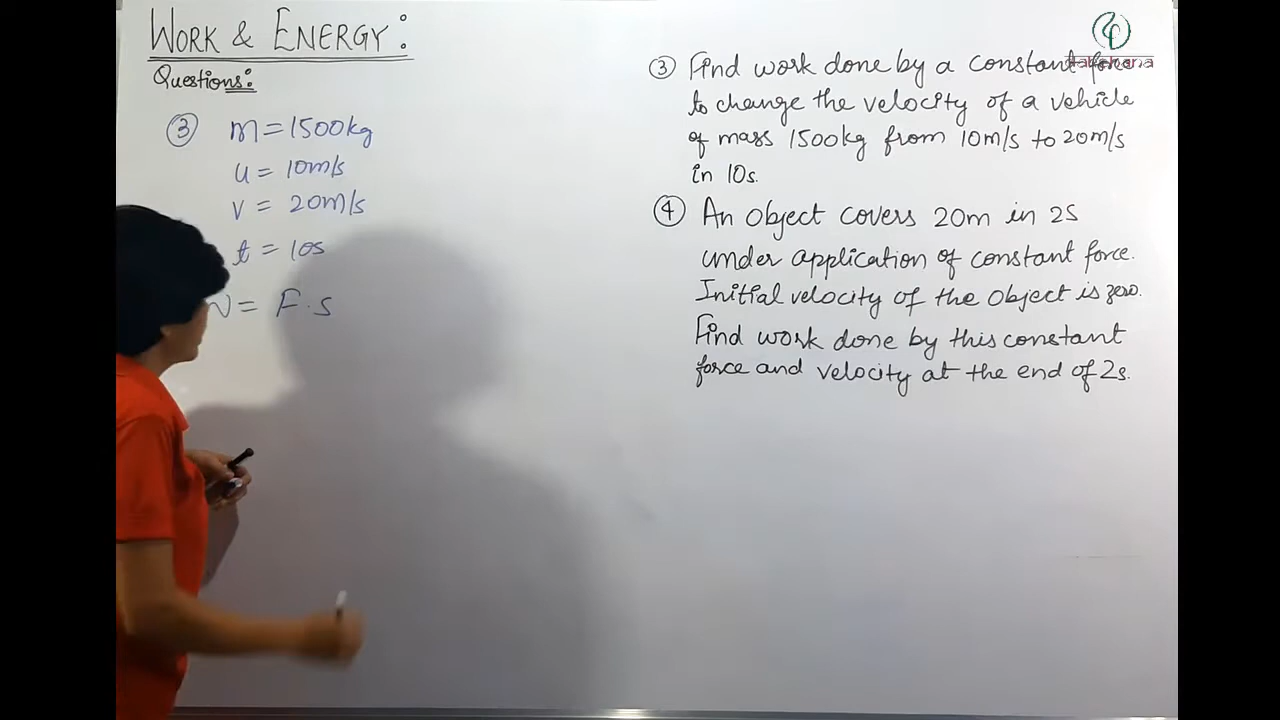 WORK & ENERGY:
Questions:
③ m = 1500kg
u = 10m/s
v = 20m/s
t = 10s
= F.s
③ Find work done by a constant force
to change the velocity of a vehicle
of mass 1500kg from 10m/s to 20m/s
in 10s.
④ An object covers 20m in 2s
under application of constant force.
Initial velocity of the object is zero.
Find work done by this constant
force and velocity at the end of 2s.